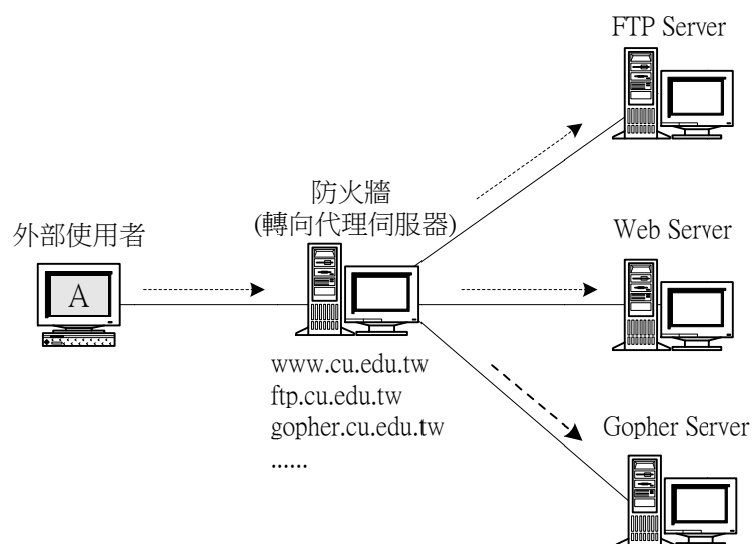 FTP Server
防火牆
(轉向代理伺服器)
外部使用者
Web Server
A
www.cu.edu.tw
ftp.cu.edu.tw
gopher.cu.edu.tw
......
Gopher Server